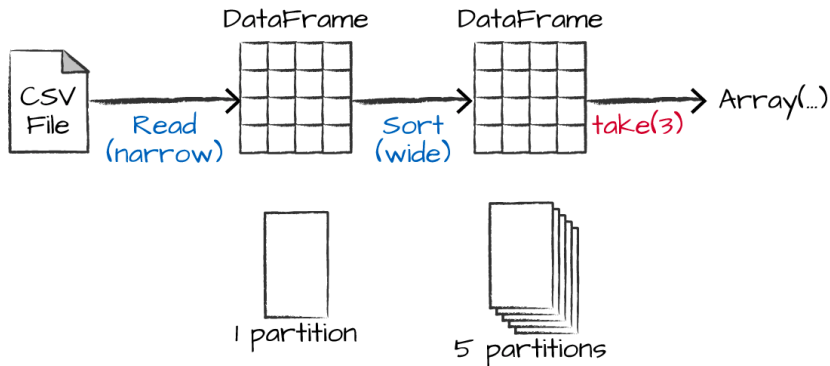 DataFrame
DataFrame
CSV
File
Read
(narrow)
Sort
(wide)
take(3)
Array(...)
1 partition
5 partitions